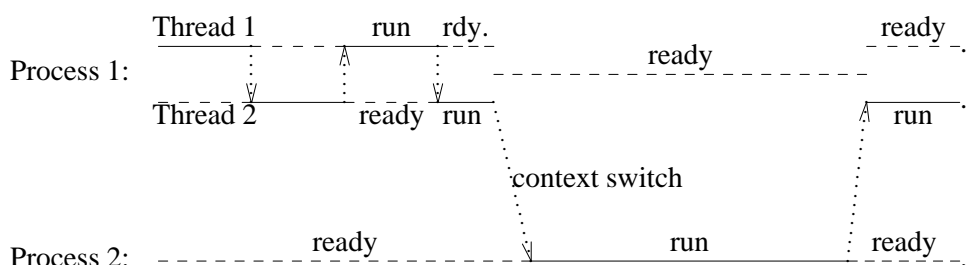 Thread 1 run rdy. ready
Process 1: ready
Thread 2 ready run run
context switch
ready run ready
Process 2: